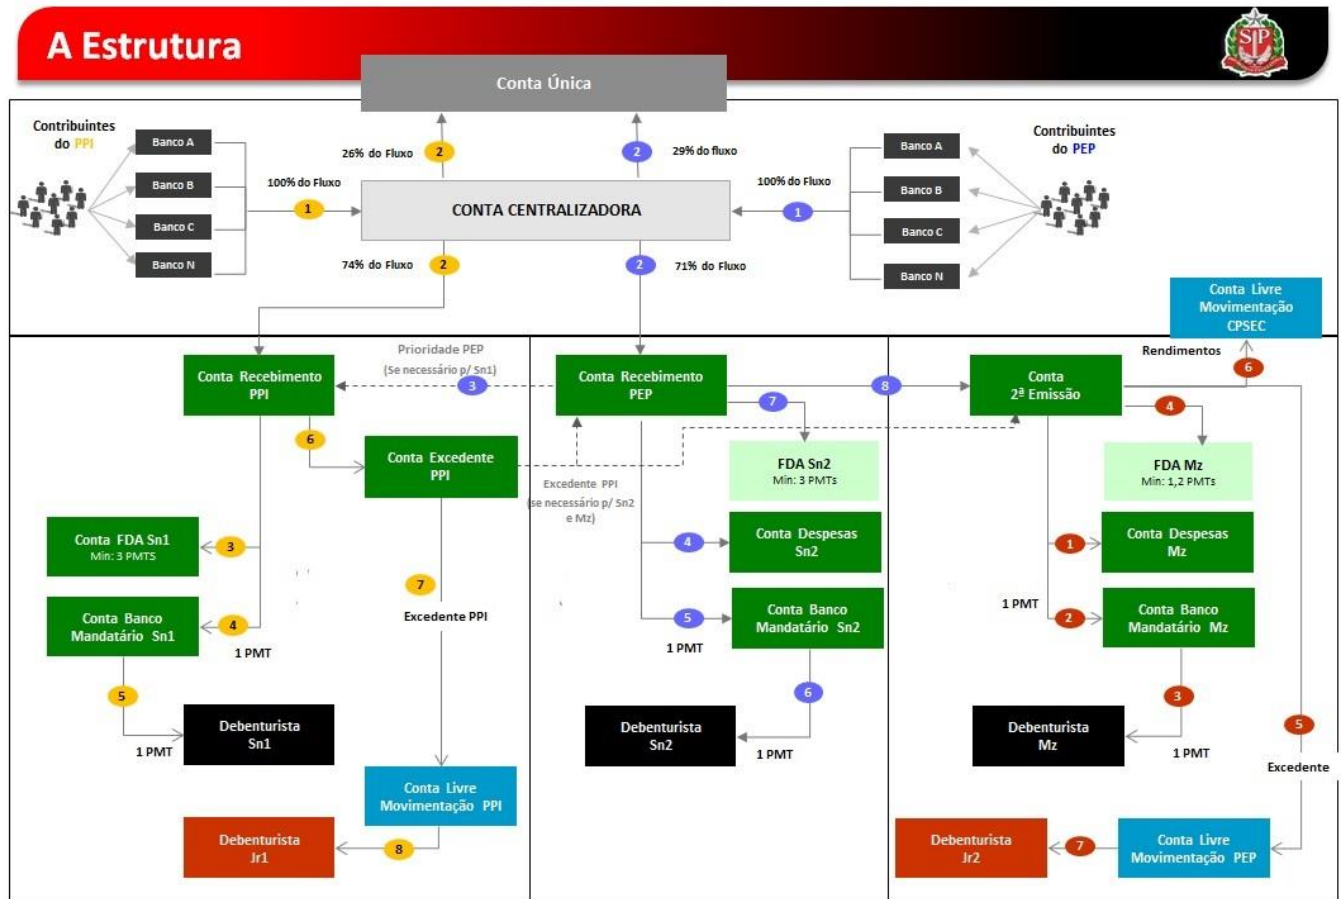 A Estrutura
SP
Conta Única
Contribuintes
do PPI
Banco A
Banco B
Banco C
Banco N
100% do Fluxo
1
26% do Fluxo
2
2
29% do fluxo
CONTA CENTRALIZADORA
100% do Fluxo
1
Banco A
Banco B
Banco C
Banco N
Contribuintes
do PEP
74% do Fluxo
2
2
71% do Fluxo
Conta Livre
Movimentação
CPSEC
Rendimentos
6
Conta Recebimento
PPI
Prioridade PEP
(Se necessário p/ Sn1)
3
6
Conta Excedente
PPI
Conta FDA Sn1
Min: 3 PMTS
3
Conta Banco
Mandatário Sn1
4
1 PMT
5
1 PMT
Debenturista
Sn1
7
Excedente PPI
Conta Livre
Movimentação PPI
8
Debenturista
Jr1
Conta Recebimento
PEP
7
8
Excedente PPI
(se necessário p/ Sn2
e Mz)
FDA Sn2
Min: 3 PMTs
4
Conta Despesas
Sn2
5
1 PMT
Conta Banco
Mandatário Sn2
6
1 PMT
Debenturista
Sn2
Conta
2ª Emissão
4
FDA Mz
Min: 1,2 PMTs
1
Conta Despesas
Mz
1 PMT
2
Conta Banco
Mandatário Mz
3
1 PMT
Debenturista
Mz
5
Excedente
Conta Livre
Movimentação PEP
7
Debenturista
Jr2